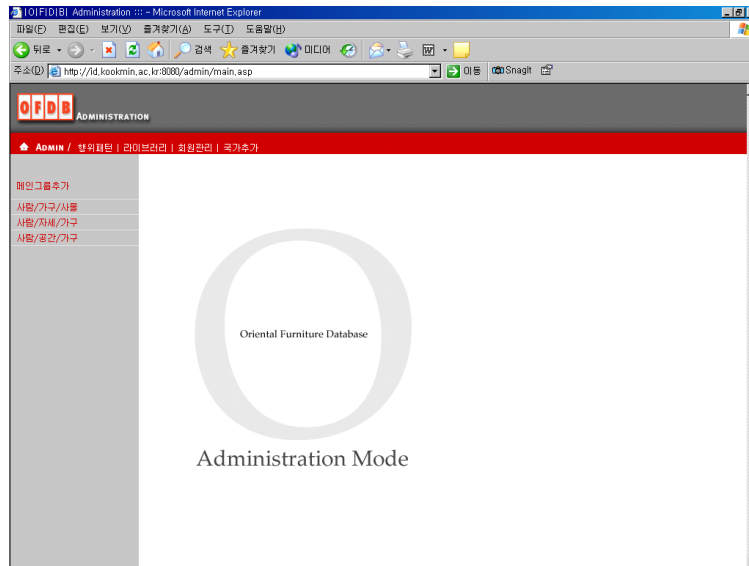 |O|F|D|B| Administration ::: - Microsoft Internet Explorer
파일(F) 편집(E) 보기(V) 즐겨찾기(A) 도구(T) 도움말(H)
뒤로 검색 즐겨찾기 미디어
주소(D) http://id.kookmin.ac.kr:8080/admin/main.asp 이동 SnagIt
OFDB ADMINISTRATION
ADMIN / 행위패턴 | 라이브러리 | 회원관리 | 국가추가
메인그룹추가
사람/가구/사물
사람/자세/가구
사람/공간/가구
O
Oriental Furniture Database
Administration Mode